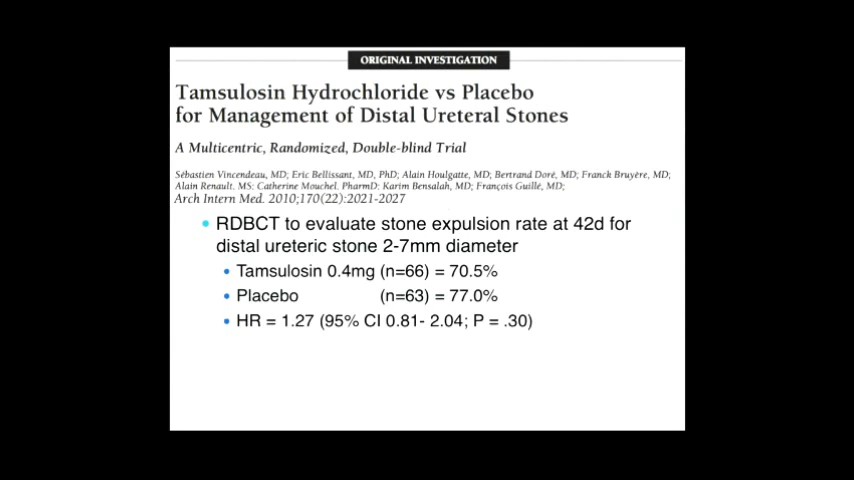 ORIGINAL INVESTIGATION
Tamsulosin Hydrochloride vs Placebo
for Management of Distal Ureteral Stones
A Multicentric, Randomized, Double-blind Trial
Sébastien Vincendeau, MD; Eric Bellissant, MD, PhD; Alain Houlgatte, MD; Bertrand Doré, MD; Franck Bruyère, MD;
Alain Renault, MS; Catherine Mouchel, PharmD; Karim Bensalah, MD; François Guillé, MD;
Arch Intern Med. 2010;170(22):2021-2027
• RDBCT to evaluate stone expulsion rate at 42d for
distal ureteric stone 2-7mm diameter
• Tamsulosin 0.4mg (n=66) = 70.5%
• Placebo (n=63) = 77.0%
• HR = 1.27 (95% CI 0.81- 2.04; P = .30)